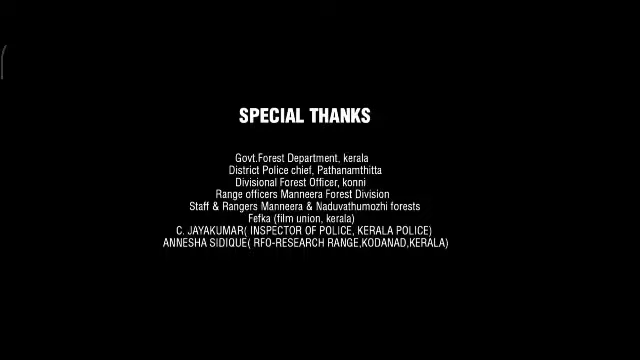 SPECIAL THANKS
Govt.Forest Department, kerala
District Police chief, Pathanamthitta
Divisional Forest Officer, konni
Range officers Manneera Forest Division
Staff & Rangers Manneera & Naduvathumozhi forests
Fefka (film union, kerala)
C. JAYAKUMAR( INSPECTOR OF POLICE, KERALA POLICE)
ANNESHA SIDIQUE( RFO-RESEARCH RANGE,KODANAD,KERALA)